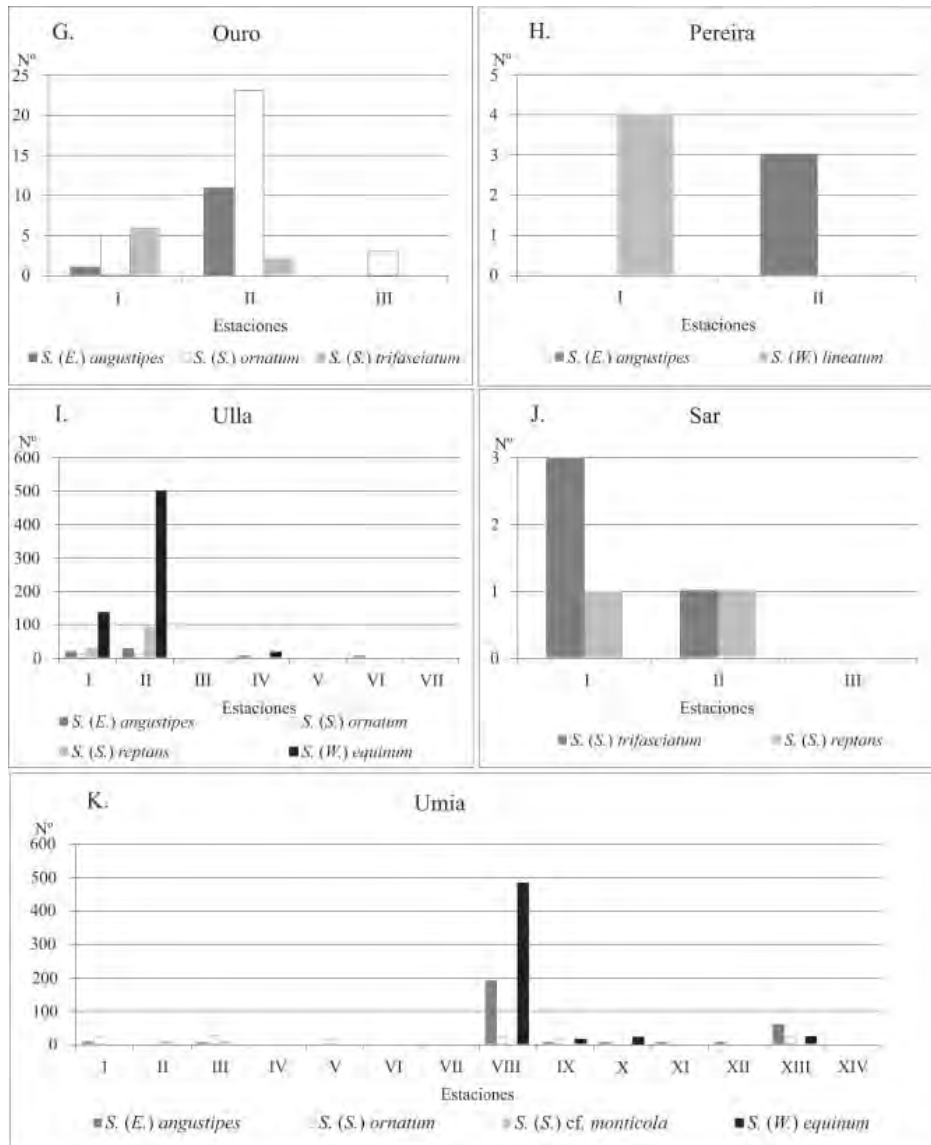 G. Ouro
Nº
25
20
15
10
5
0
I II III
Estaciones
S. (E.) angustipes S. (S.) ornatum S. (S.) trifasciatum
H. Pereira
Nº
5
4
3
2
1
0
I II
Estaciones
S. (E.) angustipes S. (W.) lineatum
I. Ulla
Nº
600
500
400
300
200
100
0
I II III IV V VI VII
Estaciones
S. (E.) angustipes S. (S.) ornatum
S. (S.) reptans S. (W.) equinum
J. Sar
Nº
3
2
1
0
I II III
Estaciones
S. (S.) trifasciatum S. (S.) reptans
K. Umia
Nº
600
500
400
300
200
100
0
I II III IV V VI VII VIII IX X XI XII XIII XIV
Estaciones
S. (E.) angustipes S. (S.) ornatum S. (S.) cf. monticola S. (W.) equinum